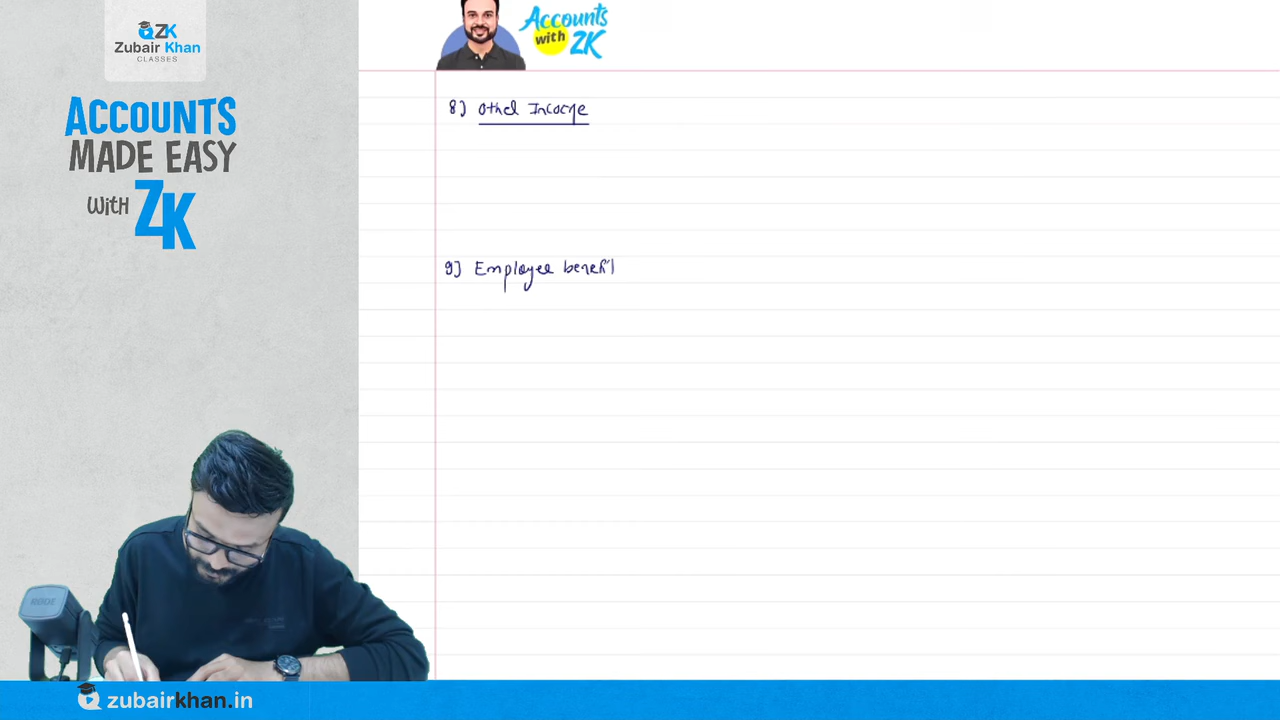 ZK
Zubair Khan
CLASSES
ACCOUNTS
MADE EASY
WITH ZK
Accounts
with
ZK
8) Other Income
9) Employee benefit
RODE
zubairkhan.in